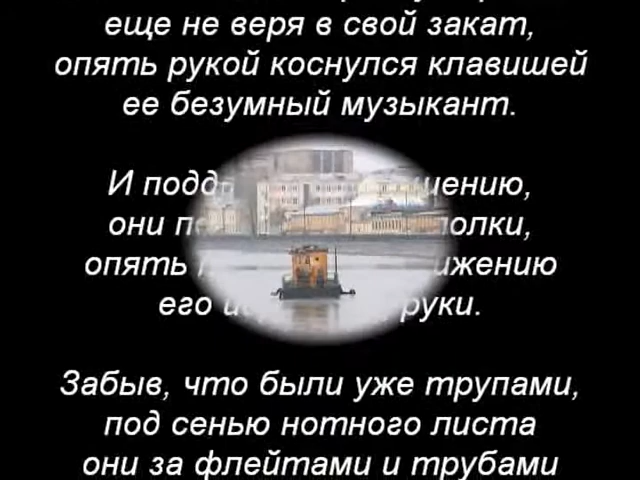 еще не веря в свой закат,
опять рукой коснулся клавишей
ее безумный музыкант.
И
они
опять
его руки.
Забыв, что были уже трупами,
под сенью нотного листа
они за флейтами и трубами